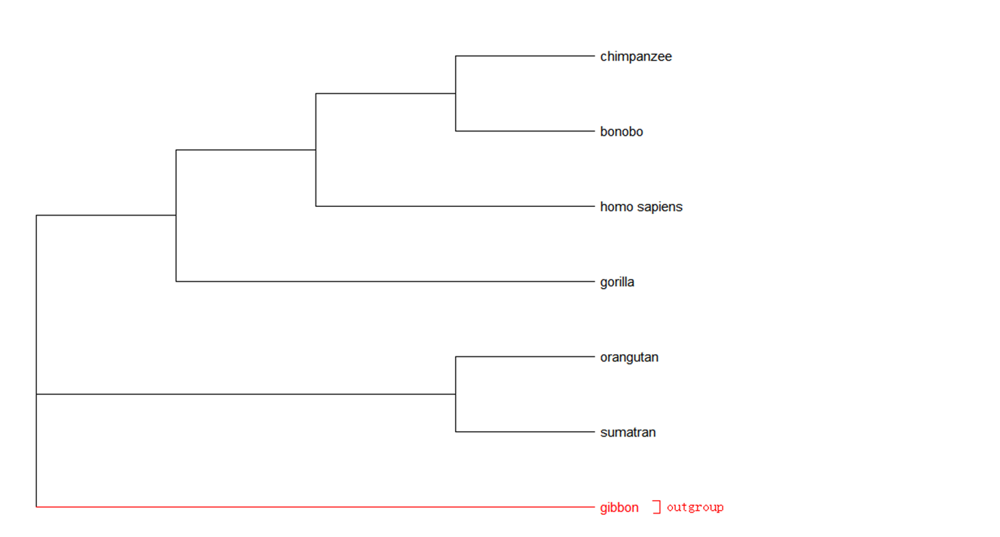 chimpanzee
bonobo
homo sapiens
gorilla
orangutan
sumatran
gibbon outgroup